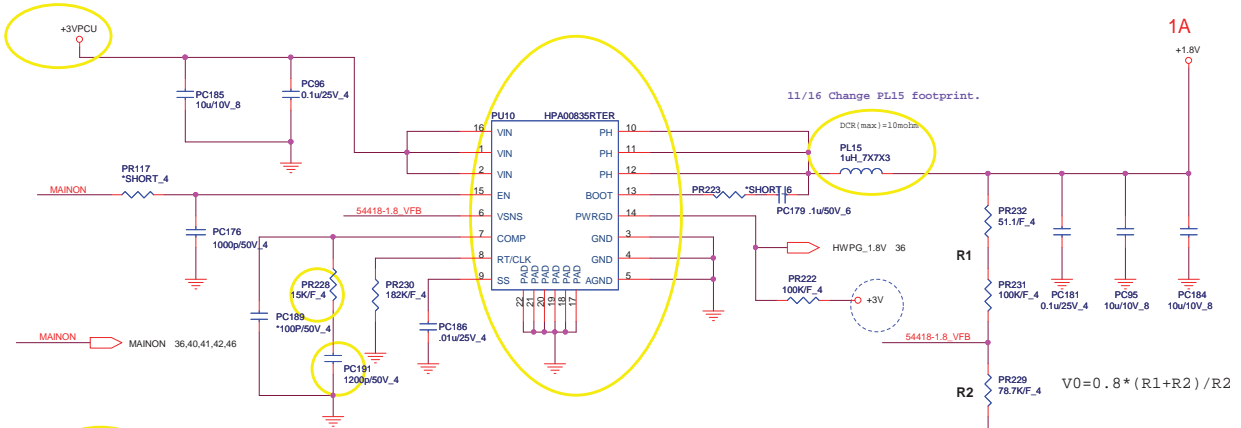 +3VPCU
1A
+1.8V
PC185
10u/10V_8
PC96
0.1u/25V_4
11/16 Change PL15 footprint.
DCR(max)=10mohm
PL15
1uH_7X7X3
PU10
HPA00835RTER
16
VIN
1
VIN
2
VIN
15
EN
6
VSNS
7
COMP
8
RT/CLK
9
SS
PH
10
PH
11
PH
12
BOOT
13
PWRGD
14
GND
3
GND
4
AGND
5
PAD PAD PAD PAD PAD PAD
22 21 20 19 18 17
PR117
*SHORT_4
MAINON
PC176
1000p/50V_4
54418-1.8_VFB
PR223
*SHORT_6
PC179 .1u/50V_6
HWPG_1.8V 36
PR222
100K/F_4
+3V
PR228
15K/F_4
PR230
182K/F_4
PC189
*100P/50V_4
PC186
.01u/25V_4
PC191
1200p/50V_4
MAINON
MAINON 36,40,41,42,46
PR232
51.1/F_4
R1
PR231
100K/F_4
PC181
0.1u/25V_4
PC95
10u/10V_8
PC184
10u/10V_8
54418-1.8_VFB
R2
PR229
78.7K/F_4
V0=0.8*(R1+R2)/R2